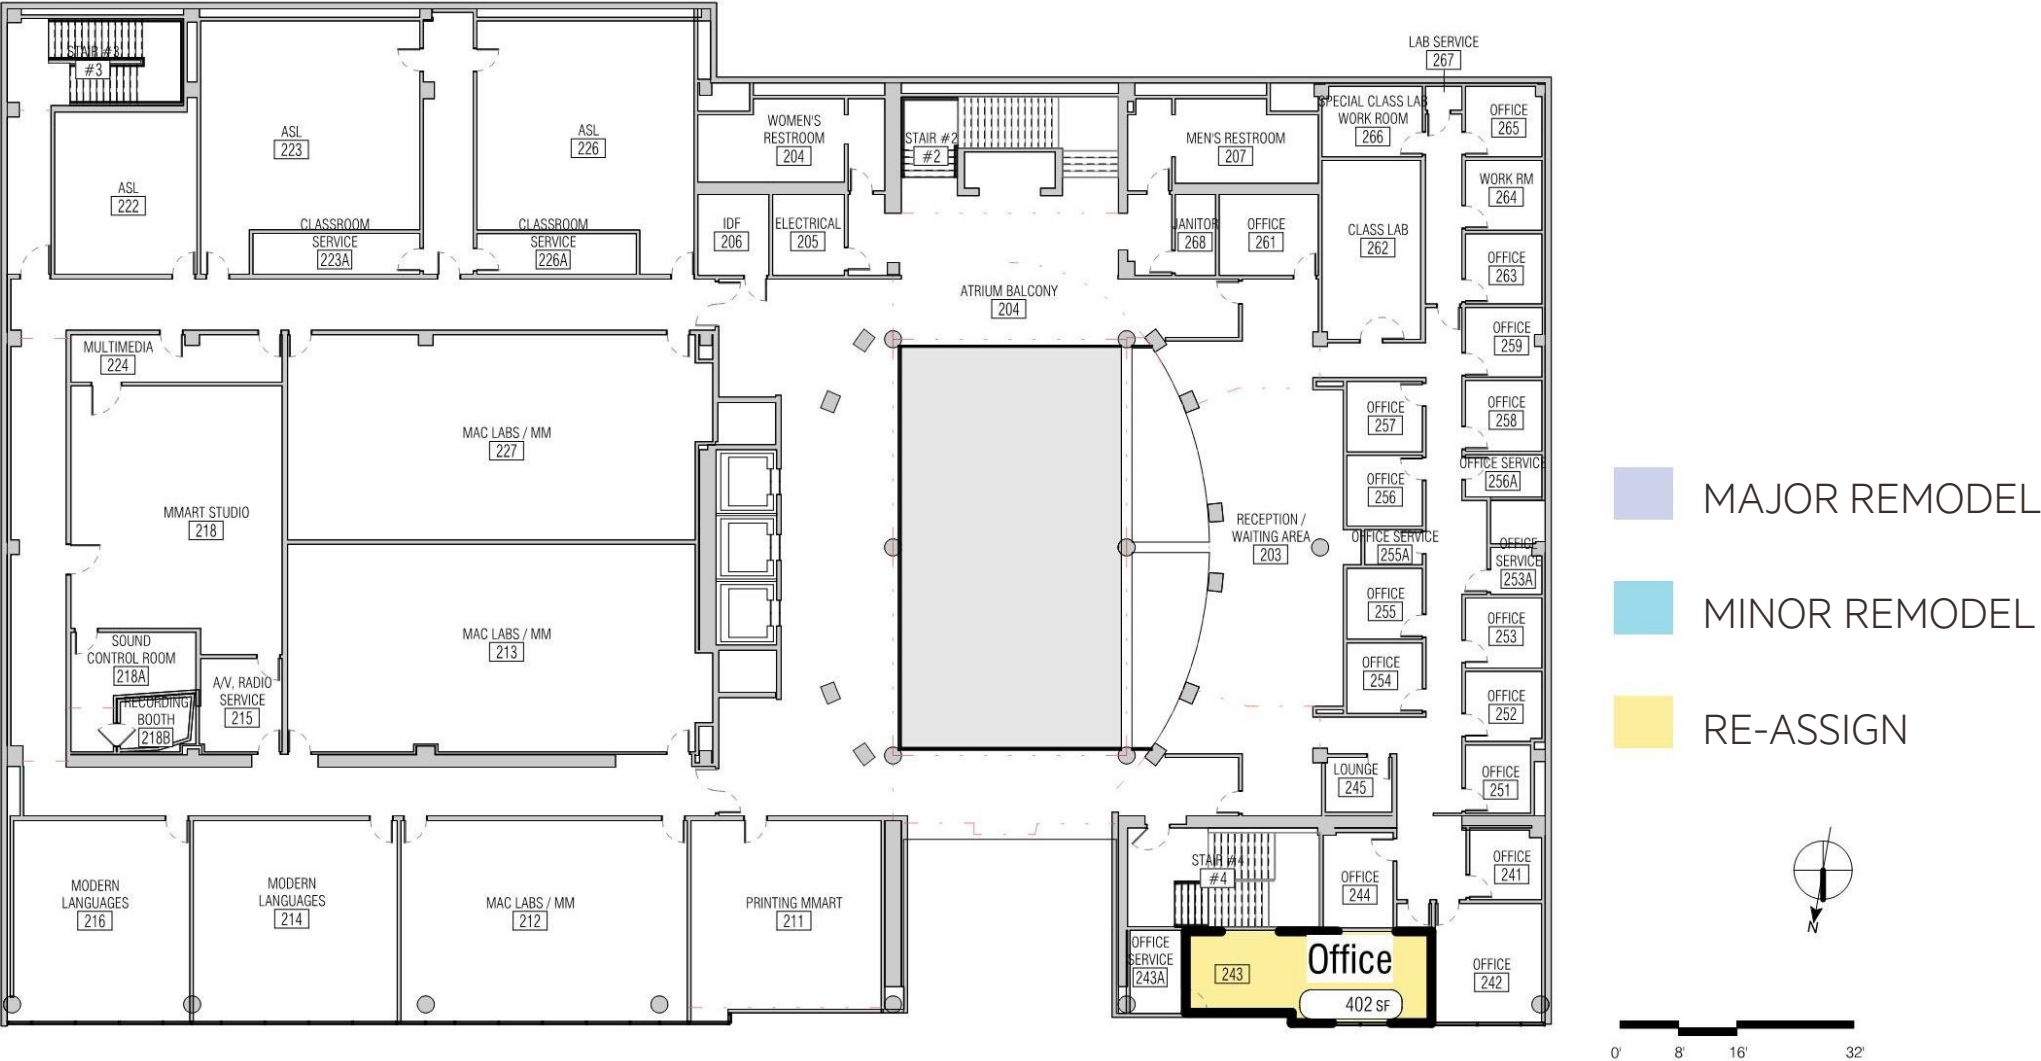 LAB SERVICE
267
STAIR #3
#3
ASL
223
ASL
226
ASL
222
CLASSROOM
SERVICE
223A
CLASSROOM
SERVICE
226A
WOMEN'S
RESTROOM
204
STAIR #2
#2
MEN'S RESTROOM
207
SPECIAL CLASS LAB
WORK ROOM
266
OFFICE
265
WORK RM
264
IDF
206
ELECTRICAL
205
JANITOR
268
OFFICE
261
CLASS LAB
262
OFFICE
263
ATRIUM BALCONY
204
OFFICE
259
MULTIMEDIA
224
MAC LABS / MM
227
OFFICE
257
OFFICE
258
OFFICE SERVICE
256A
OFFICE
256
MMART STUDIO
218
RECEPTION /
WAITING AREA
203
OFFICE SERVICE
255A
OFFICE
SERVICE
253A
OFFICE
255
OFFICE
253
MAC LABS / MM
213
SOUND
CONTROL ROOM
218A
RECORDING
BOOTH
218B
A/V, RADIO
SERVICE
215
OFFICE
254
OFFICE
252
LOUNGE
245
OFFICE
251
MODERN
LANGUAGES
216
MODERN
LANGUAGES
214
MAC LABS / MM
212
PRINTING MMART
211
STAIR #4
#4
OFFICE
244
OFFICE
241
OFFICE
SERVICE
243A
243
Office
402 SF
OFFICE
242
MAJOR REMODEL
MINOR REMODEL
RE-ASSIGN
N
0' 8' 16' 32'